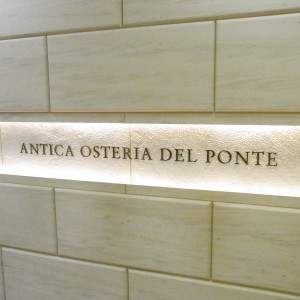 ANTICA OSTERIA DEL PONTE